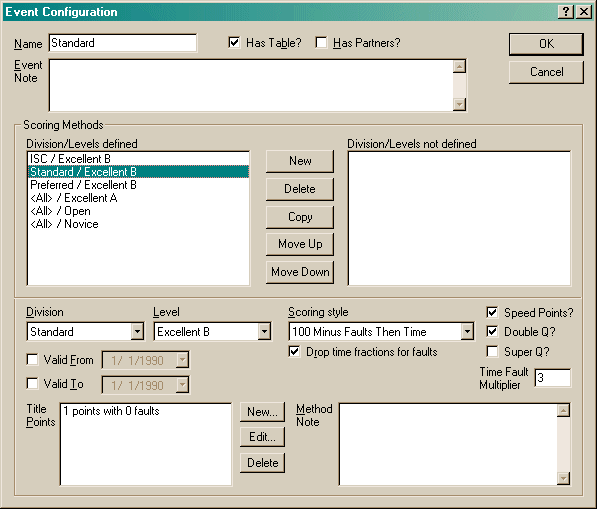 Event Configuration
Name Standard Has Table? Has Partners? OK
Event Note Cancel
Scoring Methods
Division/Levels defined Division/Levels not defined
ISC / Excellent B
Standard / Excellent B
Preferred / Excellent B
<All> / Excellent A
<All> / Open
<All> / Novice
New
Delete
Copy
Move Up
Move Down
Division Level Scoring style Speed Points?
Standard Excellent B 100 Minus Faults Then Time Double Q?
Valid From 1/ 1/1990 Drop time fractions for faults Super Q?
Valid To 1/ 1/1990 Time Fault Multiplier 3
Title Points 1 points with 0 faults New... Method Note
Edit...
Delete